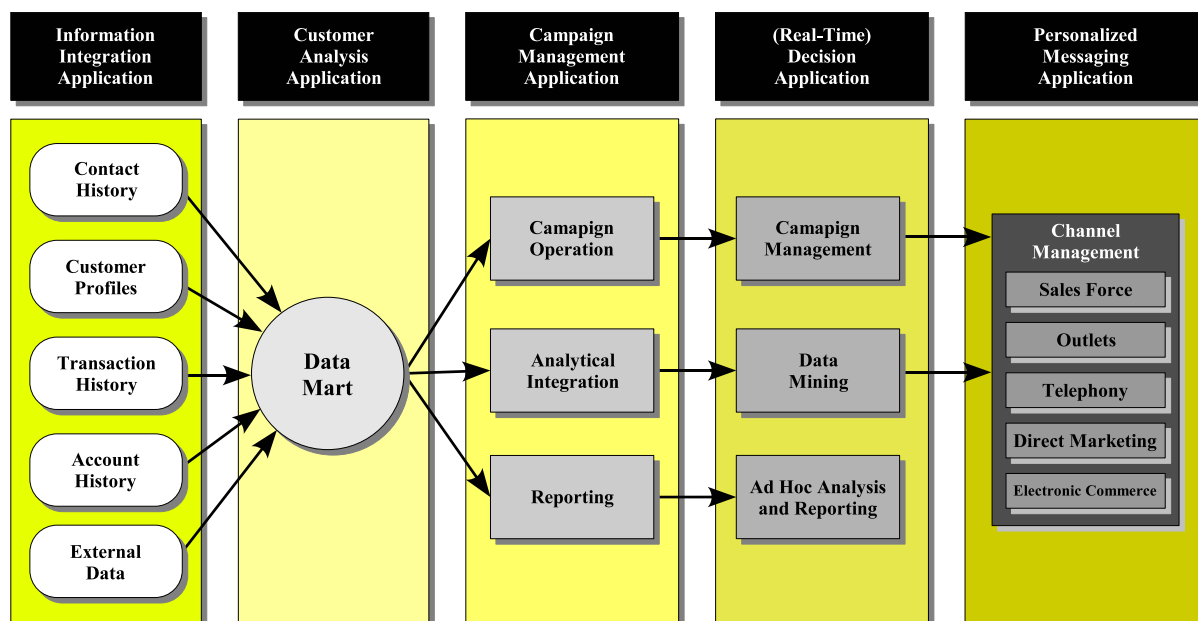 Information
Integration
Application
Customer
Analysis
Application
Campaign
Management
Application
(Real-Time)
Decision
Application
Personalized
Messaging
Application
Contact
History
Customer
Profiles
Transaction
History
Account
History
External
Data
Data
Mart
Camapign
Operation
Analytical
Integration
Reporting
Camapign
Management
Data
Mining
Ad Hoc Analysis
and Reporting
Channel
Management
Sales Force
Outlets
Telephony
Direct Marketing
Electronic Commerce